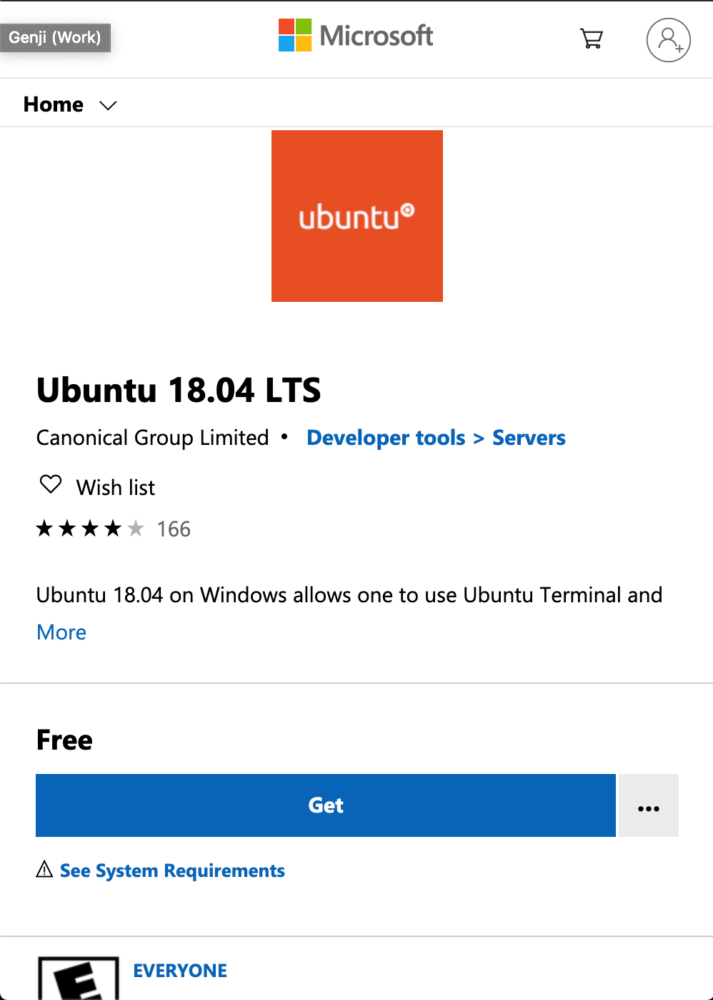 Genji (Work)
Microsoft
Home
ubuntu
Ubuntu 18.04 LTS
Canonical Group Limited • Developer tools > Servers
Wish list
166
Ubuntu 18.04 on Windows allows one to use Ubuntu Terminal and
More
Free
Get
See System Requirements
E
EVERYONE